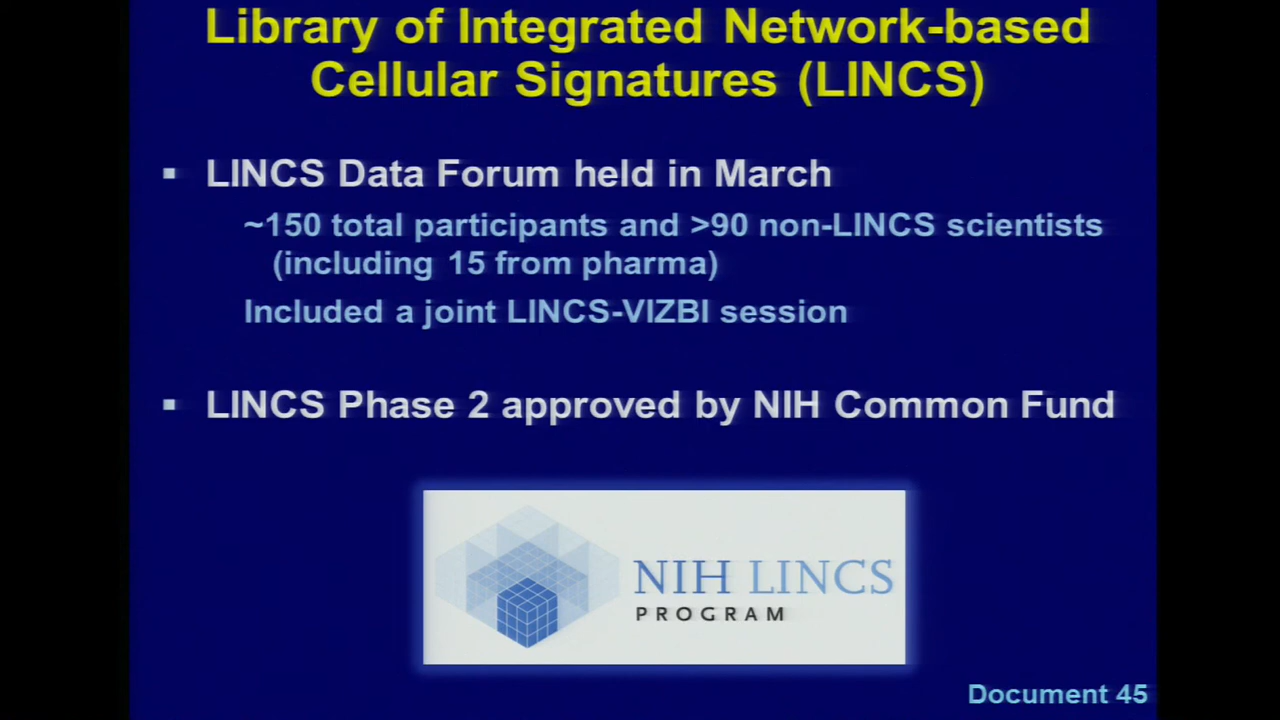 Library of Integrated Network-based
Cellular Signatures (LINCS)
▪ LINCS Data Forum held in March
~150 total participants and >90 non-LINCS scientists
(including 15 from pharma)
Included a joint LINCS-VIZBI session
▪ LINCS Phase 2 approved by NIH Common Fund
NIH LINCS
PROGRAM
Document 45